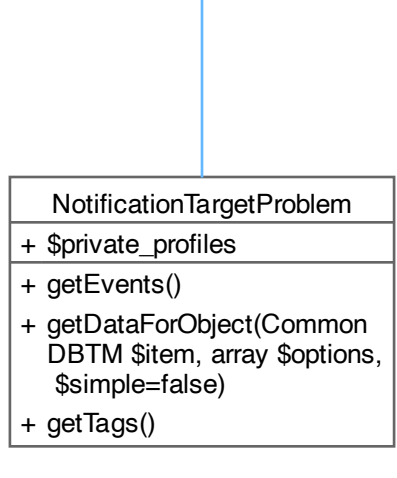 NotificationTargetProblem
+ $private_profiles
+ getEvents()
+ getDataForObject(Common
DBTM $item, array $options,
$simple=false)
+ getTags()